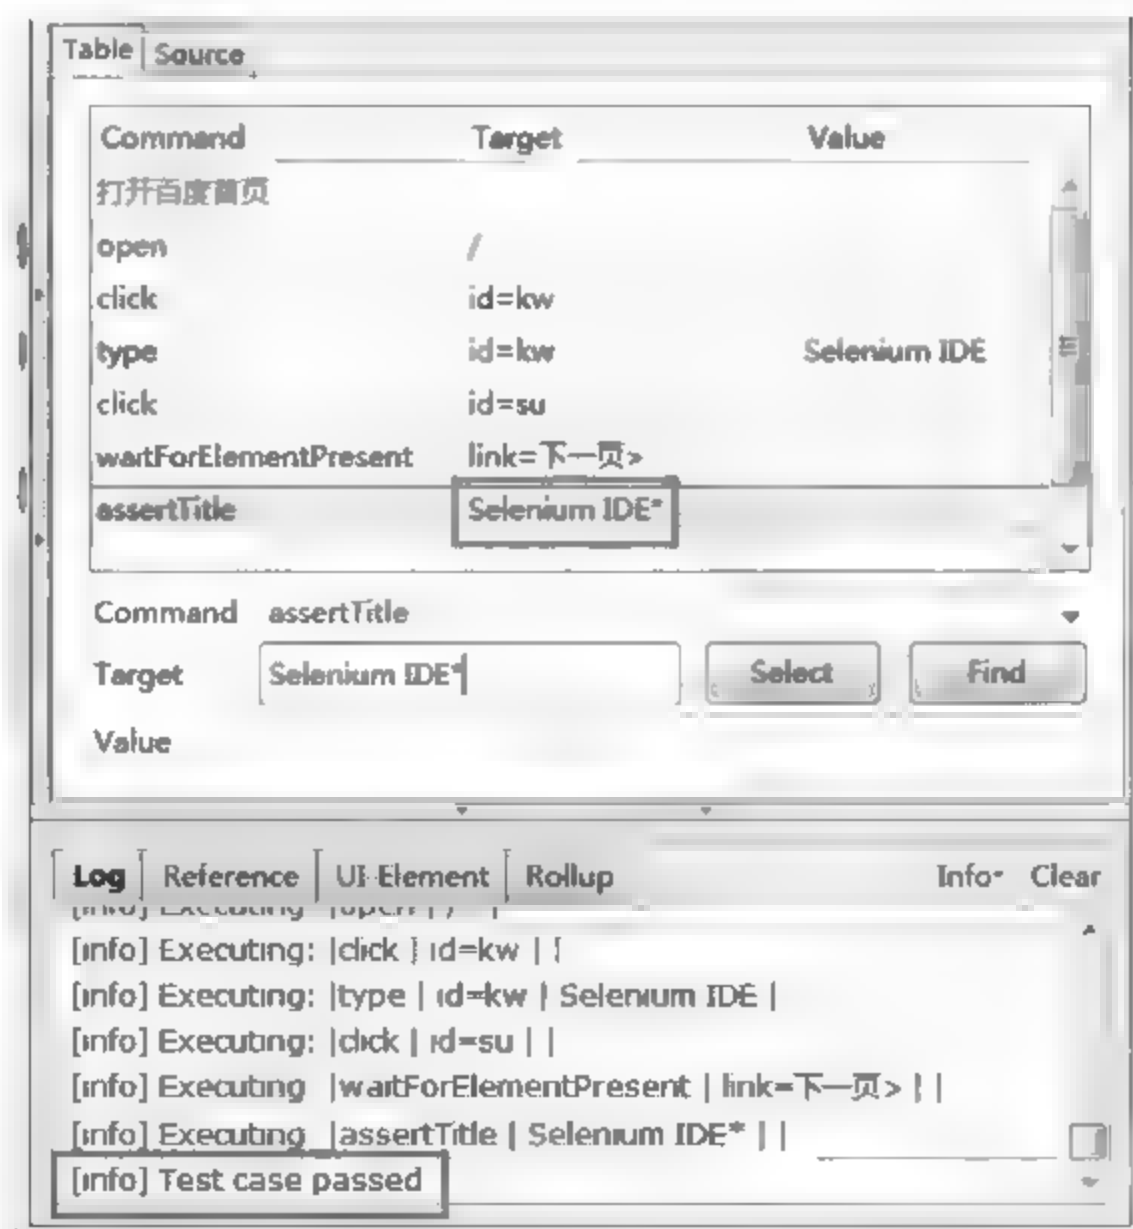 Table Source
Command Target Value
打开百度首页
open /
click id=kw
type id=kw Selenium IDE
click id=su
waitForElementPresent link=下一页>
assertTitle Selenium IDE*
Command assertTitle
Target Selenium IDE* Select Find
Value
Log Reference UI-Element Rollup Info* Clear
[info] Executing: |open | / | |
[info] Executing: |click | id=kw | |
[info] Executing: |type | id=kw | Selenium IDE |
[info] Executing: |click | id=su | |
[info] Executing |waitForElementPresent | link=下一页> | |
[info] Executing |assertTitle | Selenium IDE* | |
[info] Test case passed